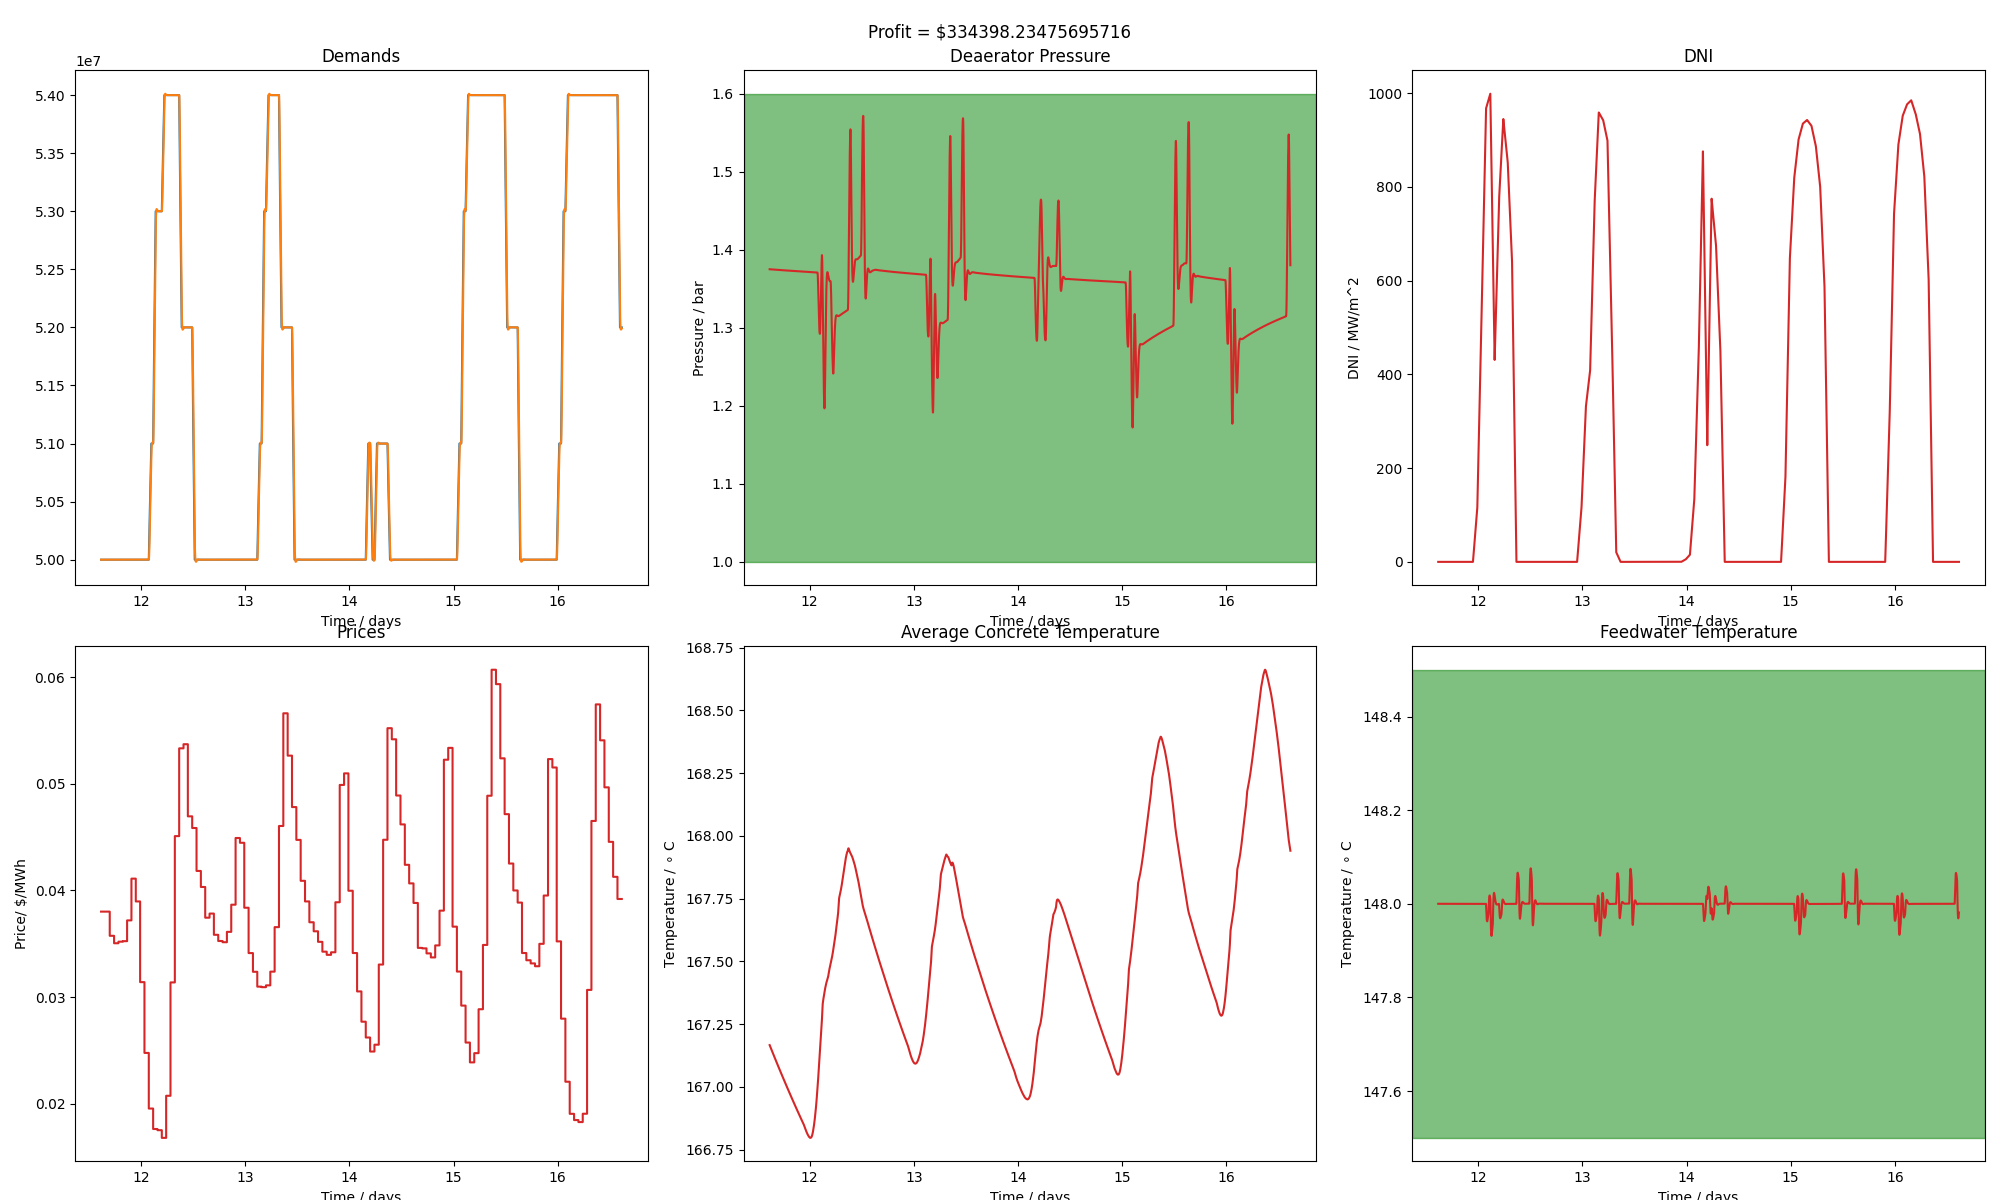 Profit = $334398.23475695716
Demands
1e7
5.40
5.35
5.30
5.25
5.20
5.15
5.10
5.05
5.00
12 13 14 15 16
Time / days
Deaerator Pressure
Pressure / bar
1.6
1.5
1.4
1.3
1.2
1.1
1.0
12 13 14 15 16
Time / days
DNI
DNI / MW/m^2
1000
800
600
400
200
0
12 13 14 15 16
Time / days
Prices
Price/ $/MWh
0.06
0.05
0.04
0.03
0.02
12 13 14 15 16
Time / days
Average Concrete Temperature
Temperature / ∘ C
168.75
168.50
168.25
168.00
167.75
167.50
167.25
167.00
166.75
12 13 14 15 16
Time / days
Feedwater Temperature
Temperature / ∘ C
148.4
148.2
148.0
147.8
147.6
12 13 14 15 16
Time / days